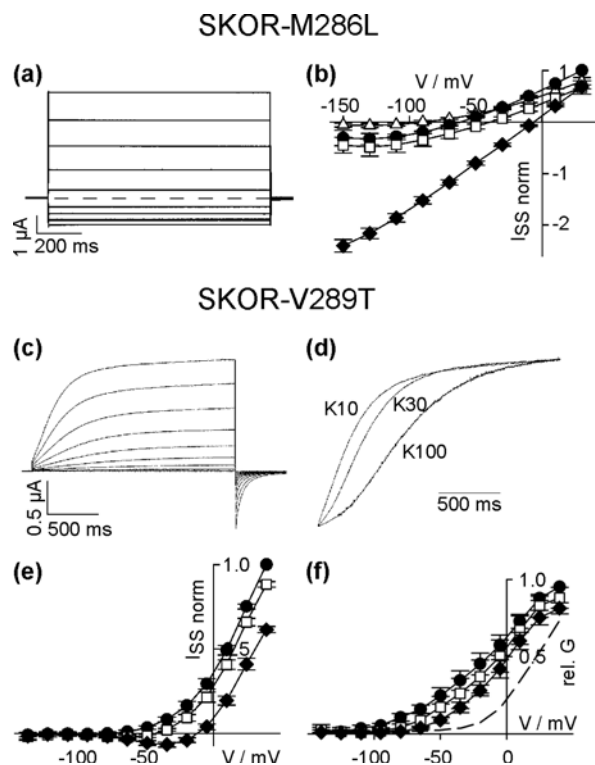 SKOR-M286L
(a)
1 µA
200 ms
(b)
V / mV
-150 -100 -50
1
-1
-2
ISS norm
SKOR-V289T
(c)
0.5 µA
500 ms
(d)
K10
K30
K100
500 ms
(e)
1.0
.5
ISS norm
-100 -50
V / mV
(f)
1.0
0.5
rel. G
V / mV
-100 -50 0